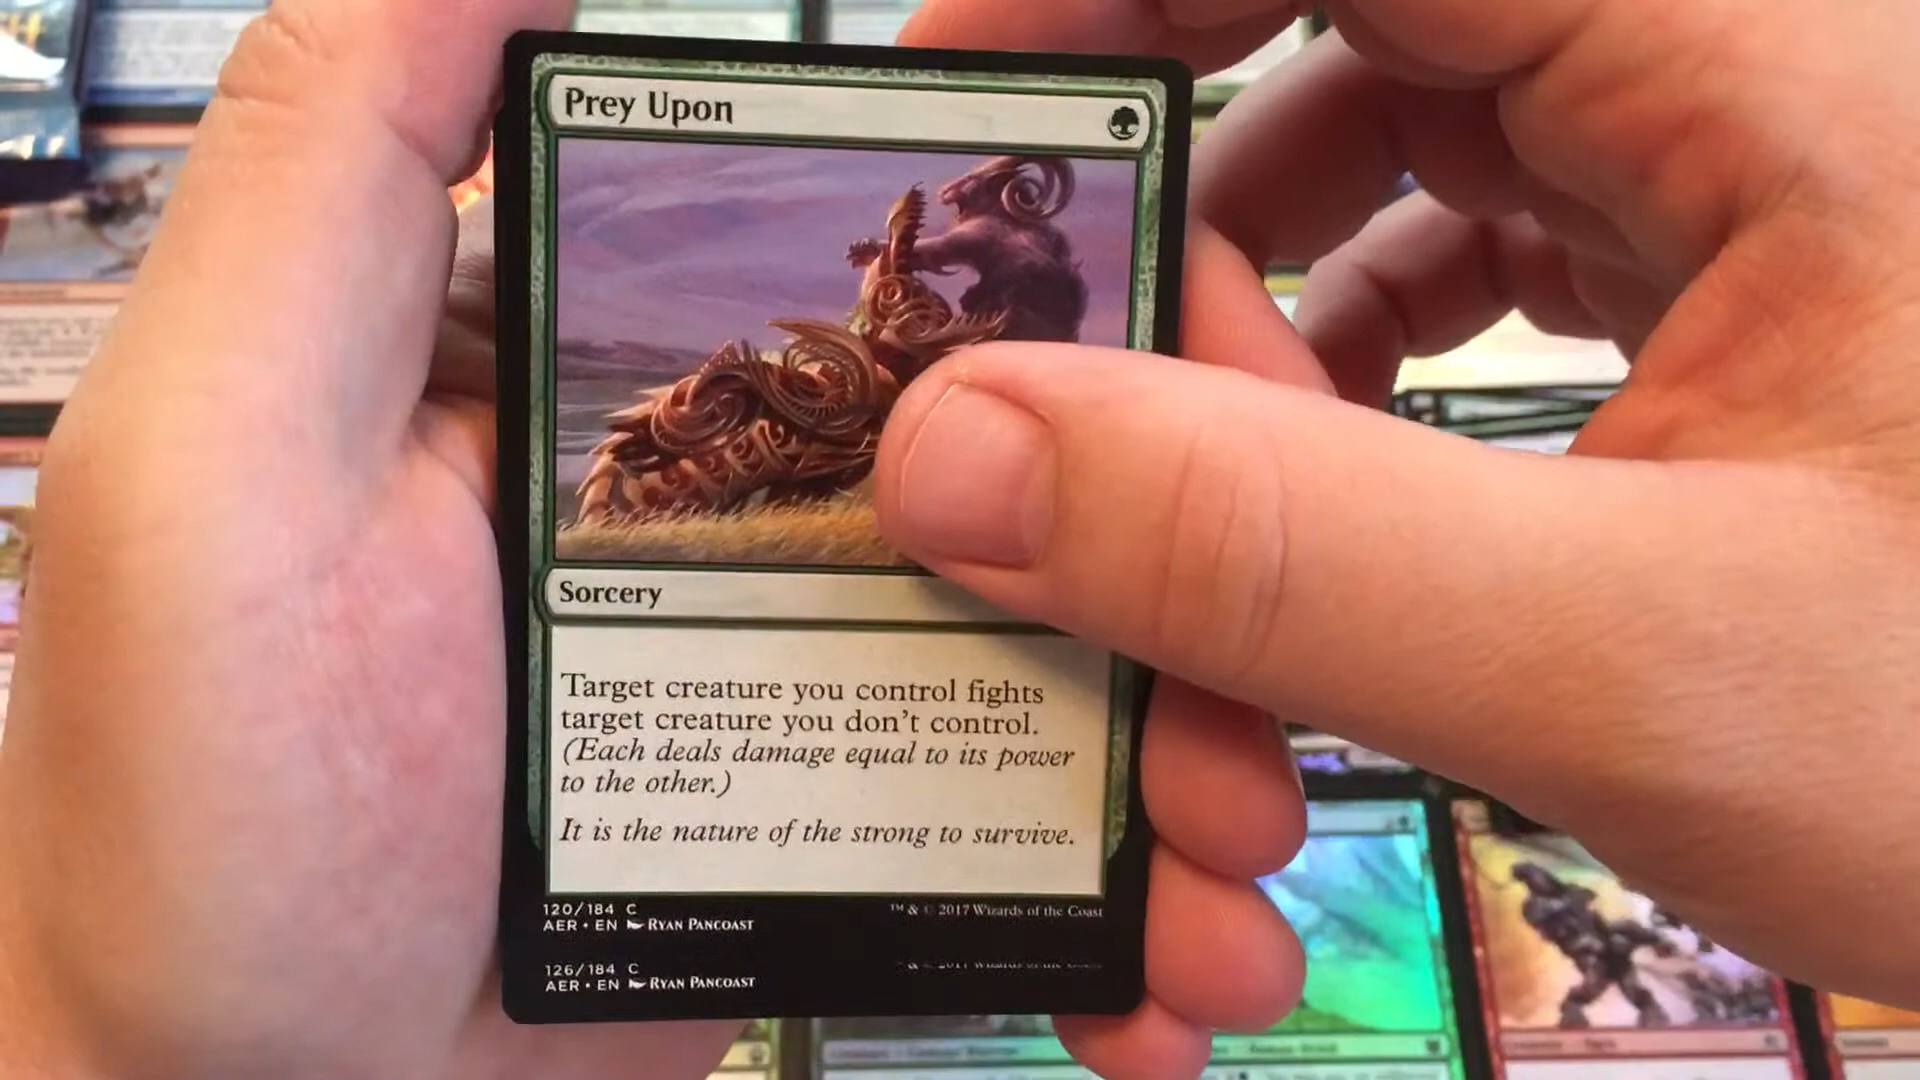 Prey Upon
Sorcery
Target creature you control fights
target creature you don't control.
(Each deals damage equal to its power
to the other.)
It is the nature of the strong to survive.
120/184 C
™ & © 2017 Wizards of the Coast
AER • EN RYAN PANCOAST
126/184 C
AER • EN RYAN PANCOAST